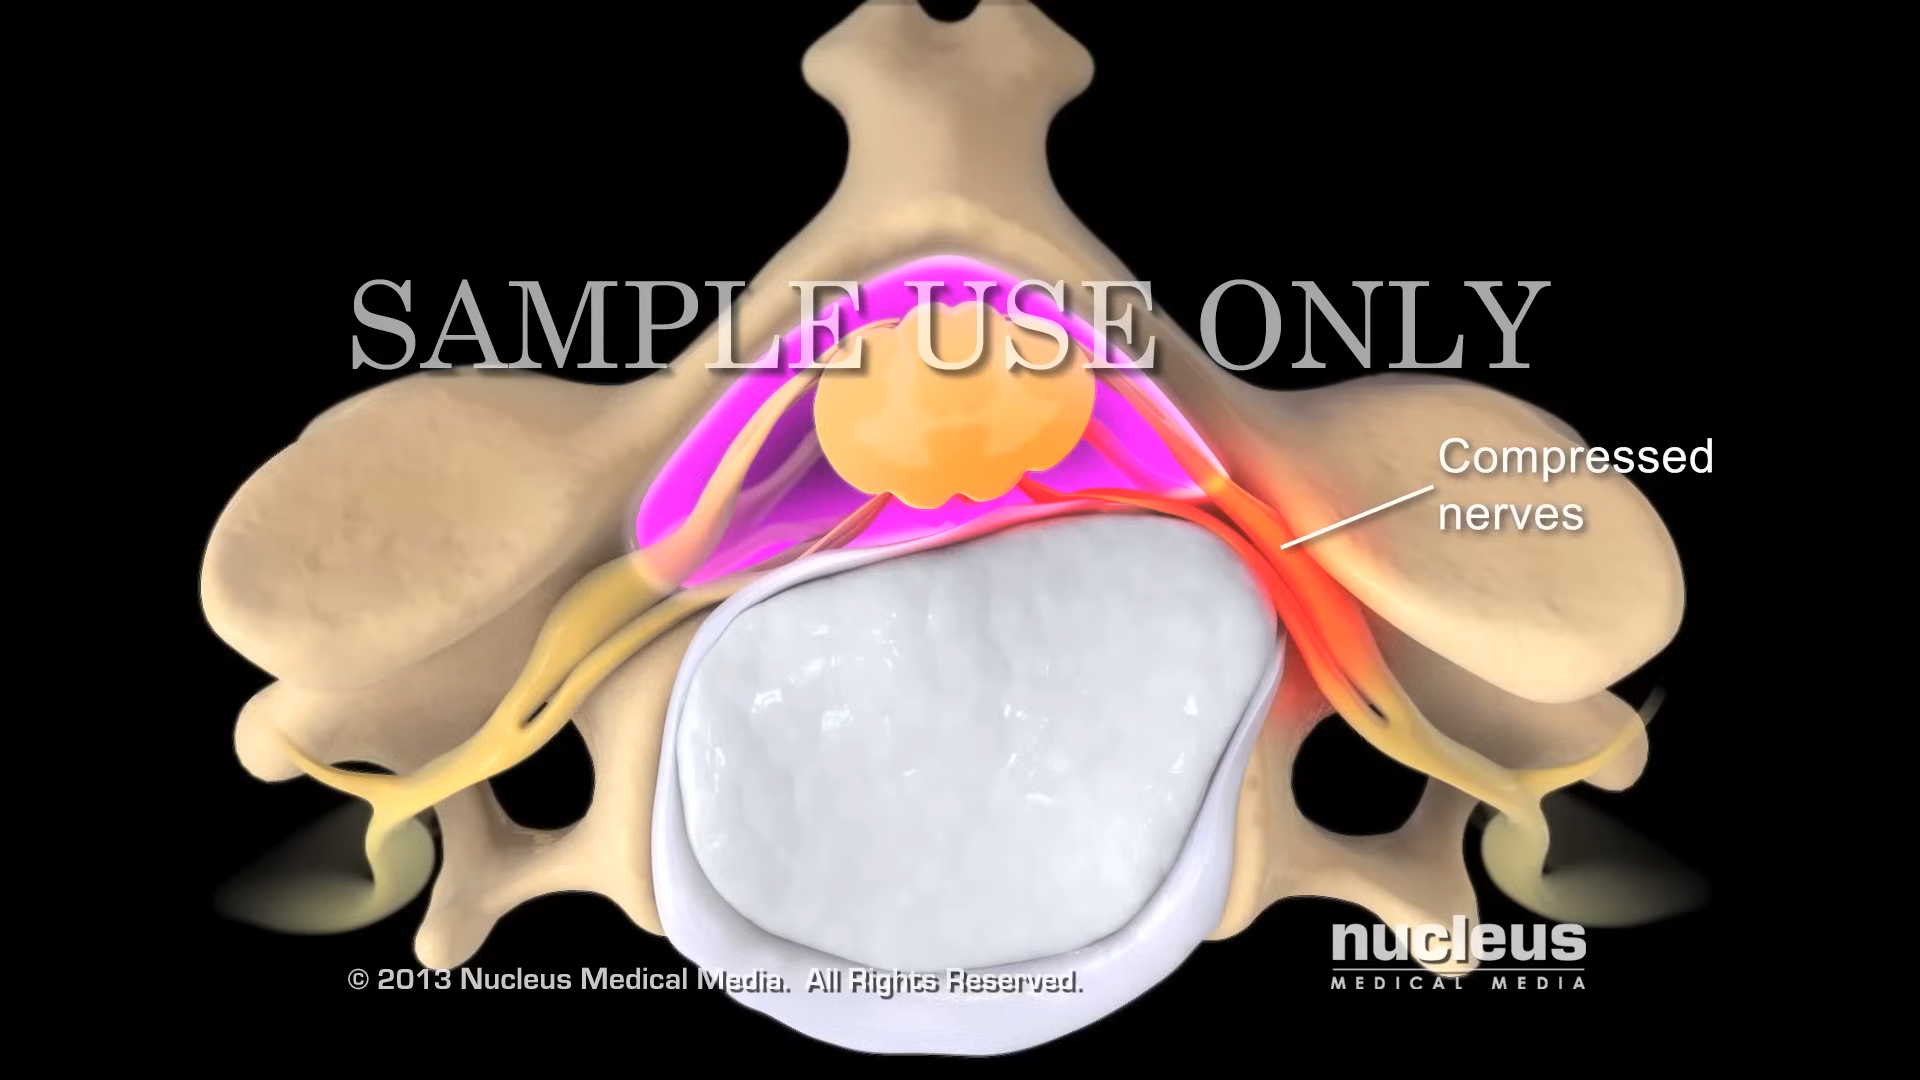 SAMPLE USE ONLY
Compressed
nerves
nucleus
MEDICAL MEDIA
© 2013 Nucleus Medical Media. All Rights Reserved.